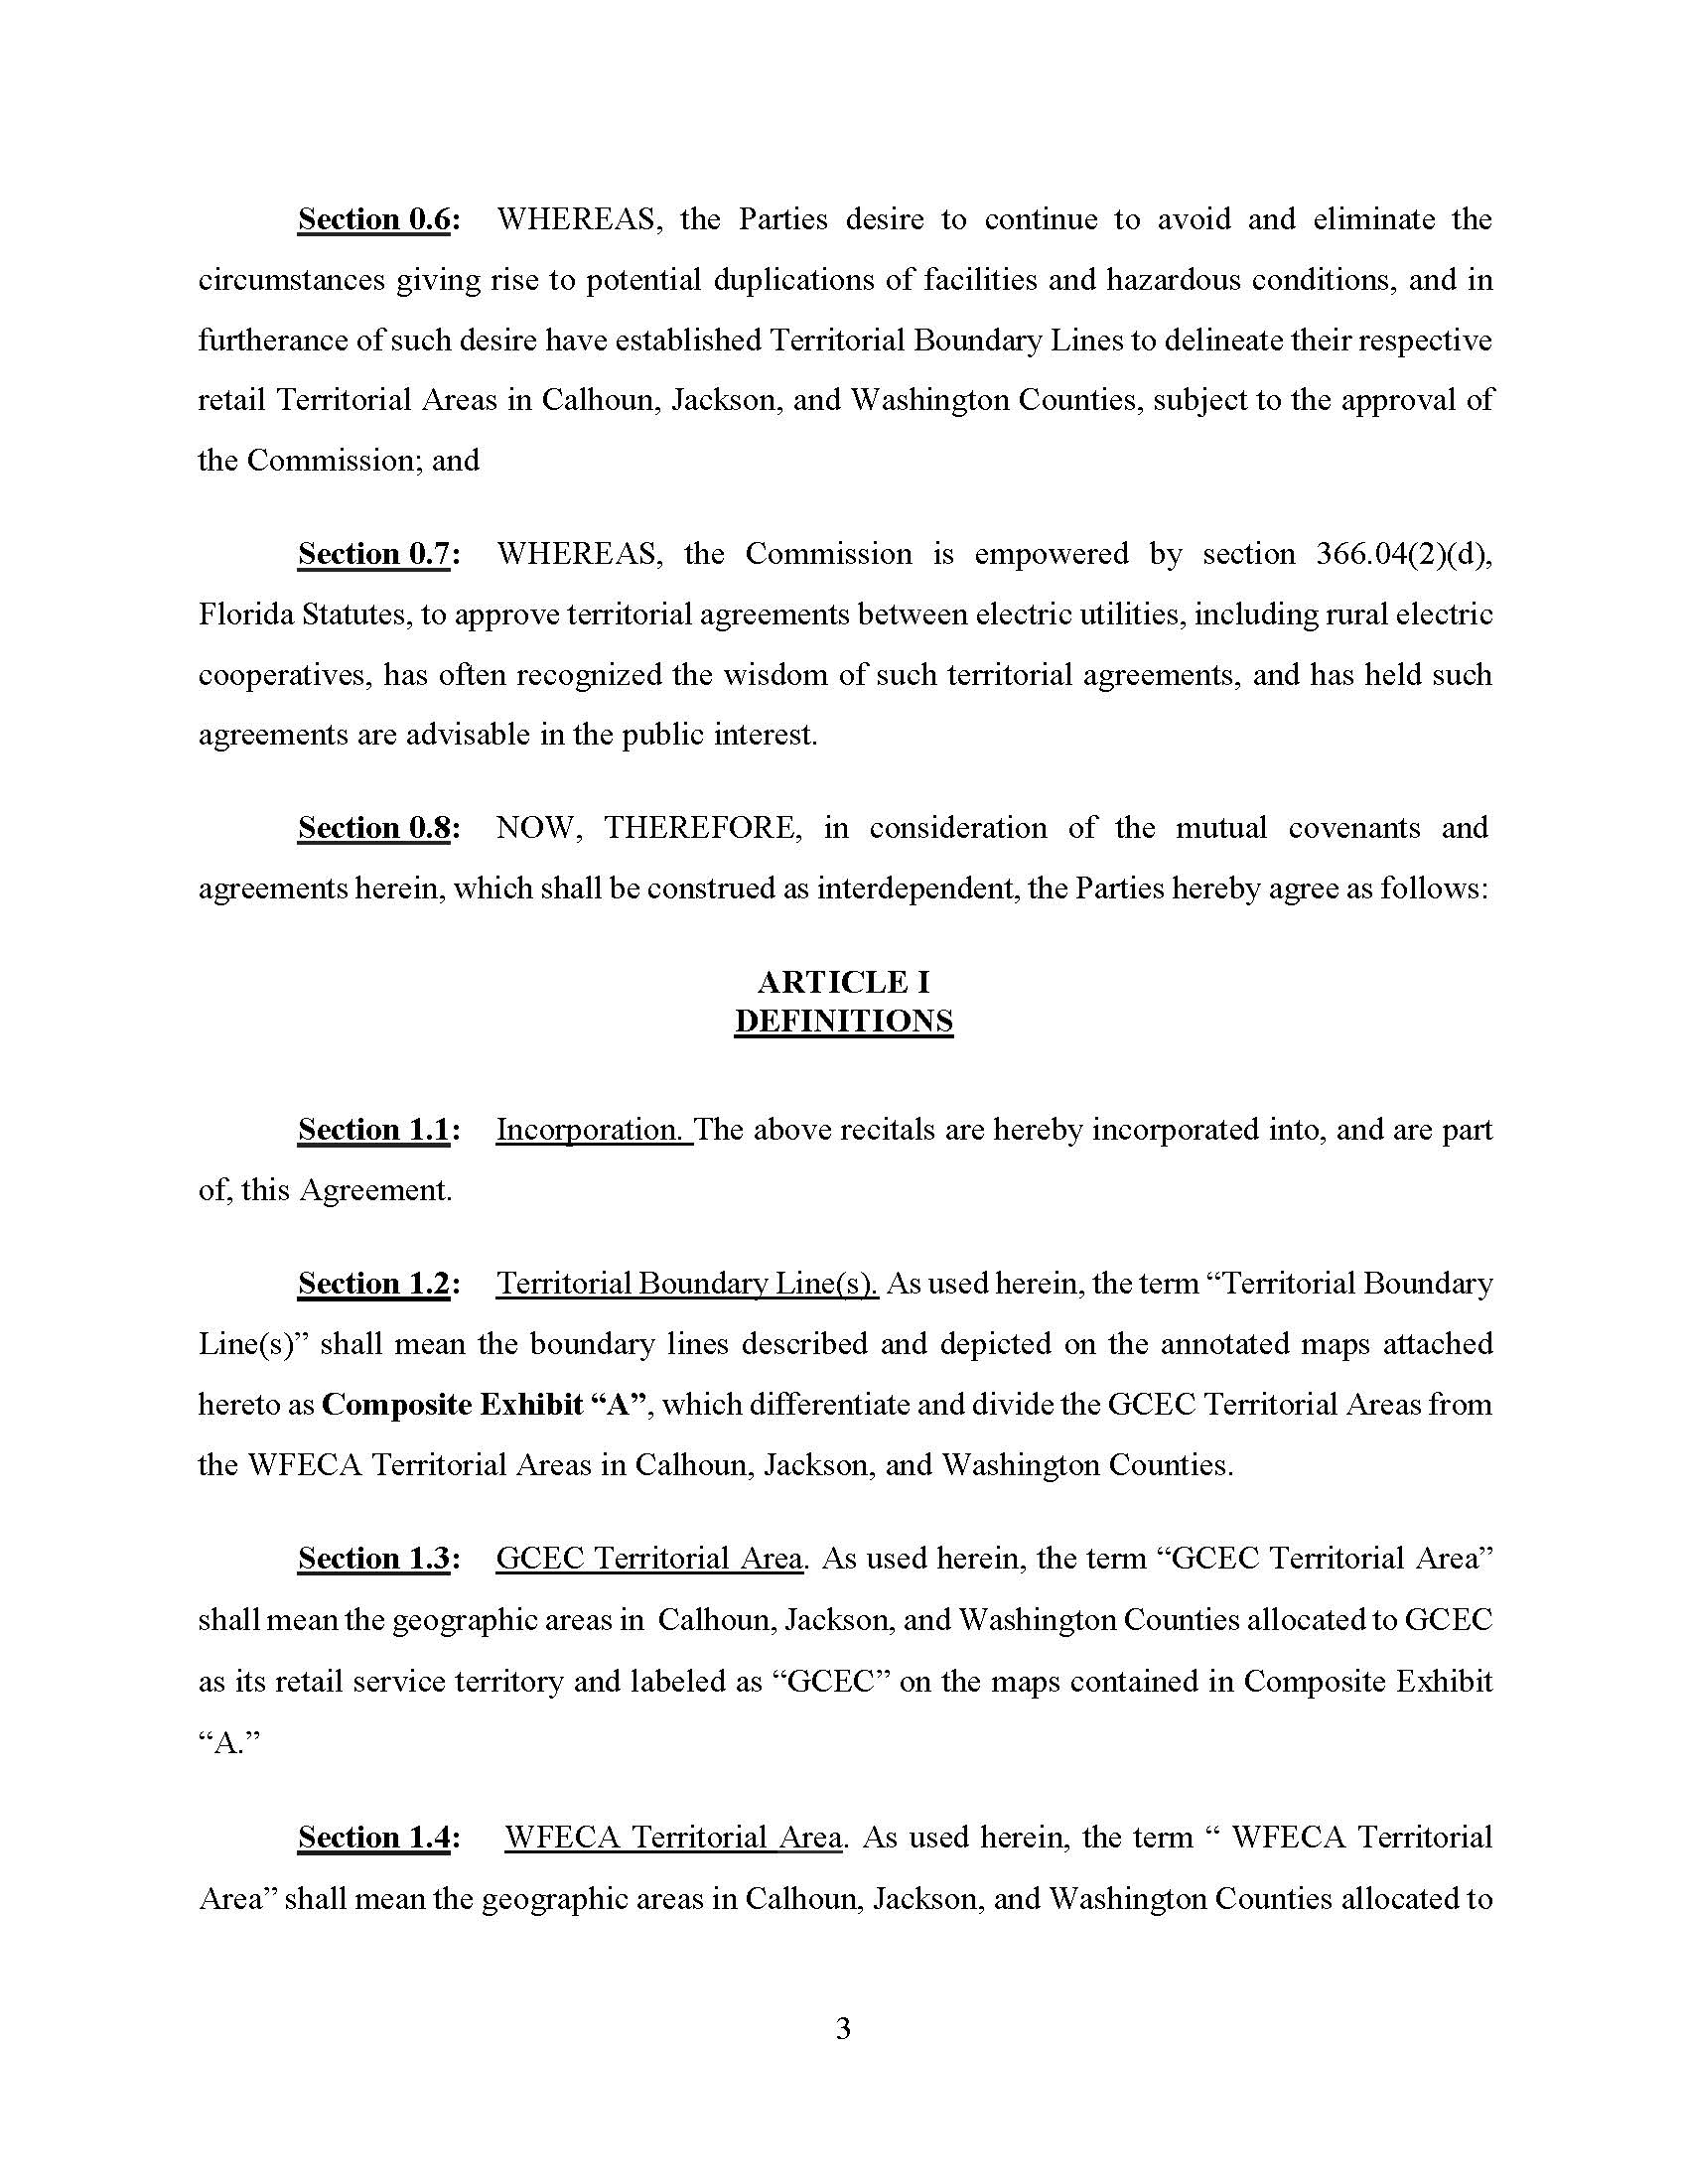 Section 0.6: WHEREAS, the Parties desire to continue to avoid and eliminate the
circumstances giving rise to potential duplications of facilities and hazardous conditions, and in
furtherance of such desire have established Territorial Boundary Lines to delineate their respective
retail Territorial Areas in Calhoun, Jackson, and Washington Counties, subject to the approval of
the Commission; and
Section 0.7: WHEREAS, the Commission is empowered by section 366.04(2)(d),
Florida Statutes, to approve territorial agreements between electric utilities, including rural electric
cooperatives, has often recognized the wisdom of such territorial agreements, and has held such
agreements are advisable in the public interest.
Section 0.8: NOW, THEREFORE, in consideration of the mutual covenants and
agreements herein, which shall be construed as interdependent, the Parties hereby agree as follows:
ARTICLE I
DEFINITIONS
Section 1.1: Incorporation. The above recitals are hereby incorporated into, and are part
of, this Agreement.
Section 1.2: Territorial Boundary Line(s). As used herein, the term “Territorial Boundary
Line(s)” shall mean the boundary lines described and depicted on the annotated maps attached
hereto as Composite Exhibit “A”, which differentiate and divide the GCEC Territorial Areas from
the WFECA Territorial Areas in Calhoun, Jackson, and Washington Counties.
Section 1.3: GCEC Territorial Area. As used herein, the term “GCEC Territorial Area”
shall mean the geographic areas in Calhoun, Jackson, and Washington Counties allocated to GCEC
as its retail service territory and labeled as “GCEC” on the maps contained in Composite Exhibit
“A.”
Section 1.4: WFECA Territorial Area. As used herein, the term “ WFECA Territorial
Area” shall mean the geographic areas in Calhoun, Jackson, and Washington Counties allocated to
3